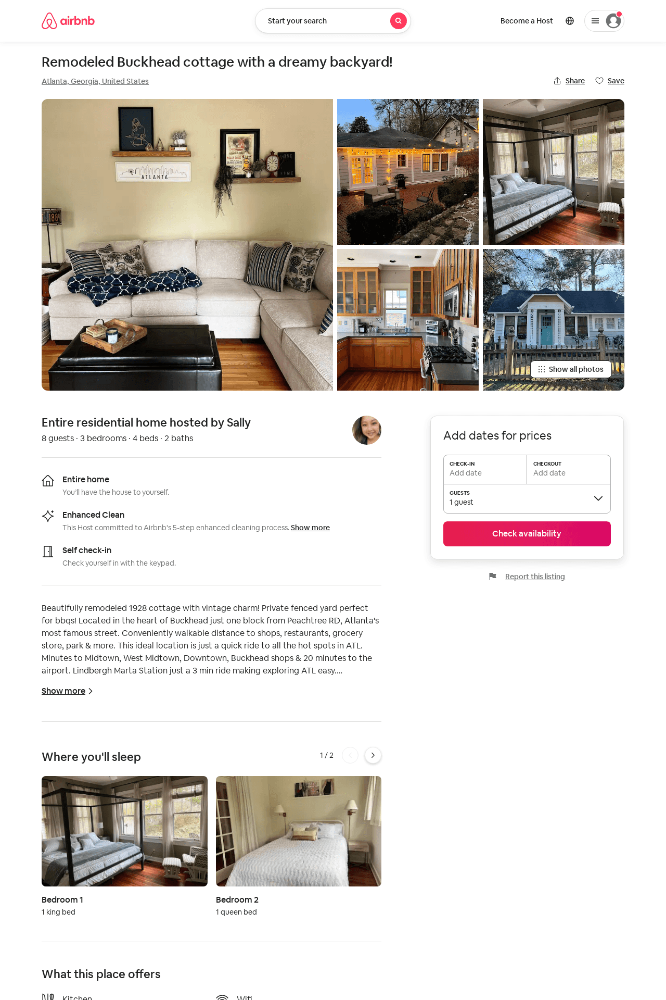 airbnb
Start your search
Become a Host
Remodeled Buckhead cottage with a dreamy backyard!
Atlanta, Georgia, United States
Share
Save
ATLANTA
Show all photos
Entire residential home hosted by Sally
8 guests · 3 bedrooms · 4 beds · 2 baths
Entire home
You’ll have the house to yourself.
Enhanced Clean
This Host committed to Airbnb's 5-step enhanced cleaning process. Show more
Self check-in
Check yourself in with the keypad.
Add dates for prices
CHECK-IN
Add date
CHECKOUT
Add date
GUESTS
1 guest
Check availability
Report this listing
Beautifully remodeled 1928 cottage with vintage charm! Private fenced yard perfect
for bbqs! Located in the heart of Buckhead just one block from Peachtree RD, Atlanta's
most famous street. Conveniently walkable distance to shops, restaurants, grocery
store, park & more. This ideal location is just a quick ride to all the hot spots in ATL.
Minutes to Midtown, West Midtown, Downtown, Buckhead shops & 20 minutes to the
airport. Lindbergh Marta Station just a 3 min ride making exploring ATL easy.…
Show more
Where you'll sleep
1 / 2
Bedroom 1
1 king bed
Bedroom 2
1 queen bed
What this place offers
Kitchen
Wifi